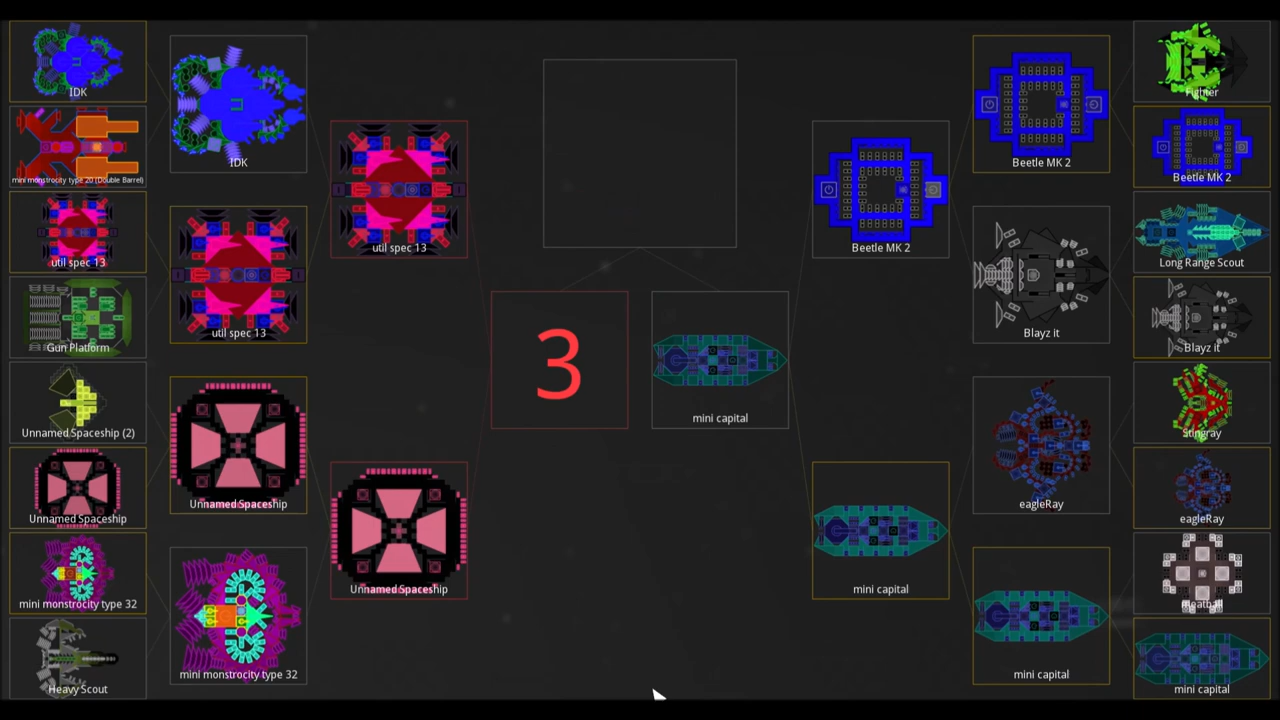 IDK
mini monstrocity type 20 (Double Barrel)
util spec 13
Gun Platform
Unnamed Spaceship (2)
Unnamed Spaceship
mini monstrocity type 32
Heavy Scout
IDK
util spec 13
Unnamed Spaceship
mini monstrocity type 32
util spec 13
Unnamed Spaceship
3
mini capital
Beetle MK 2
mini capital
Beetle MK 2
Blayz it
eagleRay
mini capital
Fighter
Beetle MK 2
Long Range Scout
Blayz it
Stingray
eagleRay
meatball
mini capital